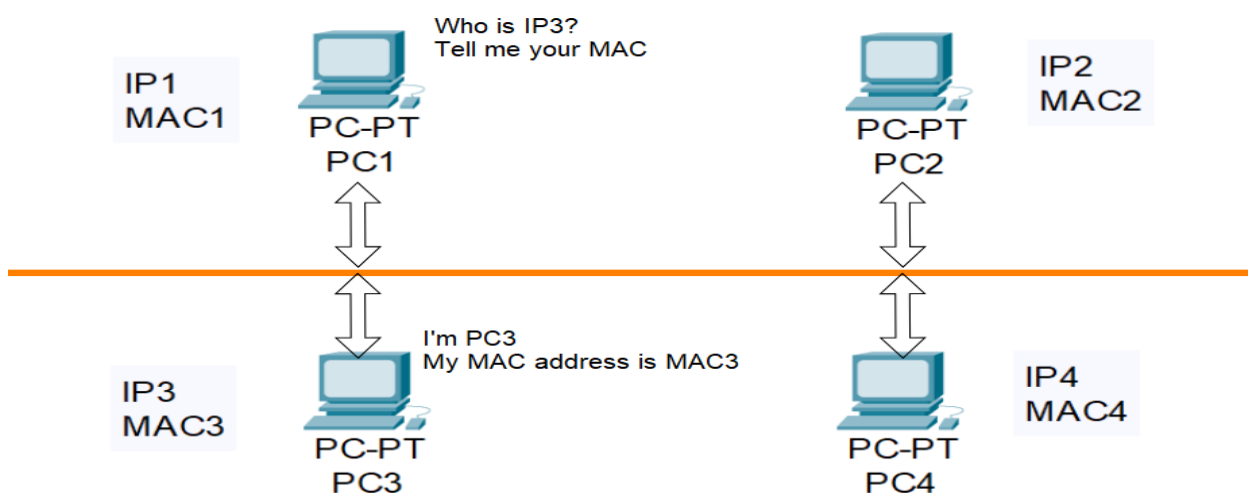 Who is IP3?
Tell me your MAC
IP1
MAC1
PC-PT
PC1
IP2
MAC2
PC-PT
PC2
I'm PC3
My MAC address is MAC3
IP3
MAC3
PC-PT
PC3
IP4
MAC4
PC-PT
PC4